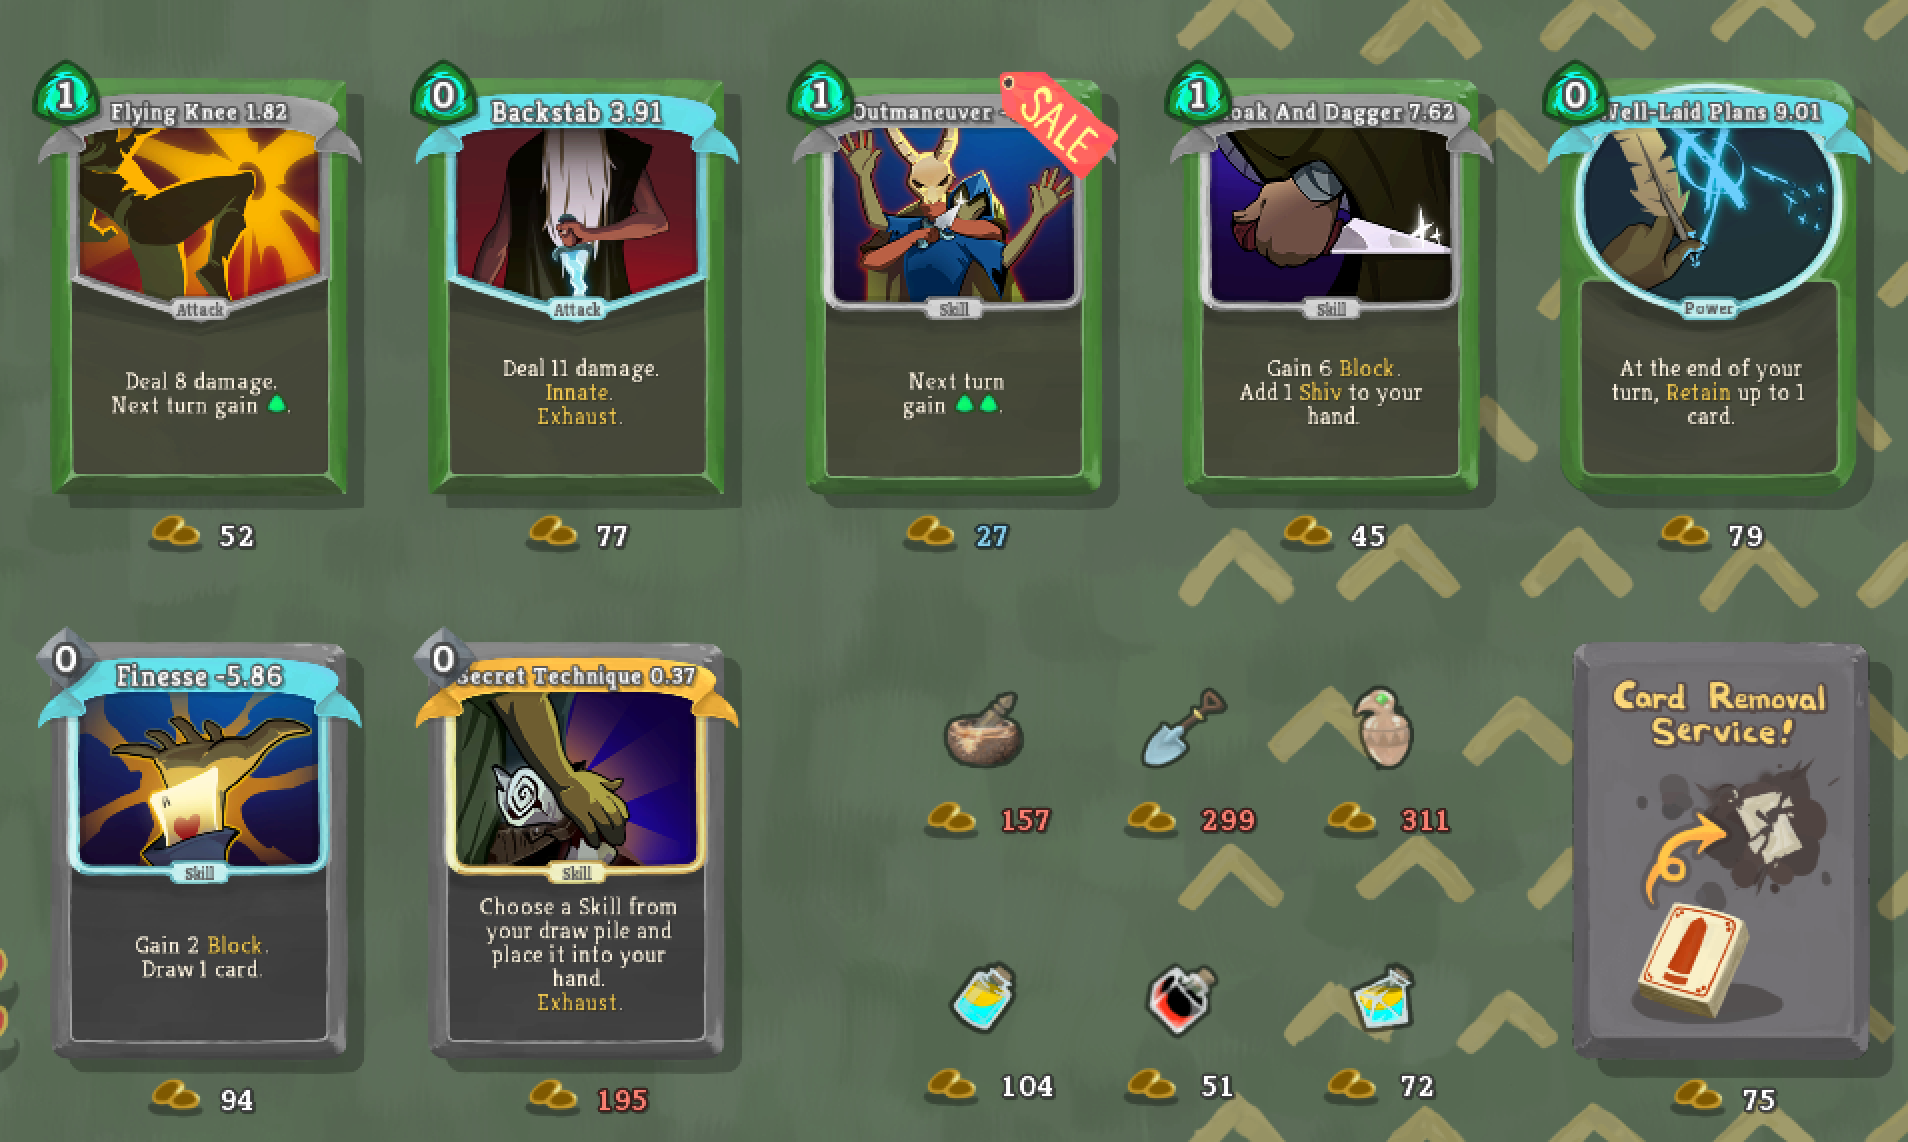 1
Flying Knee 1.82
Attack
Deal 8 damage.
Next turn gain
52
0
Backstab 3.91
Attack
Deal 11 damage.
Innate.
Exhaust.
77
1
Outmaneuver -
SALE
Skill
Next turn
gain
27
1
And Dagger 7.62
Skill
Gain 6 Block.
Add 1 Shiv to your
hand.
45
0
Well-Laid Plans 9.01
Power
At the end of your
turn, Retain up to 1
card.
79
0
Finesse -5.86
Skill
Gain 2 Block.
Draw 1 card.
94
0
Secret Technique 0.37
Skill
Choose a Skill from
your draw pile and
place it into your
hand.
Exhaust.
195
157
299
311
104
51
72
Card Removal
Service!
75